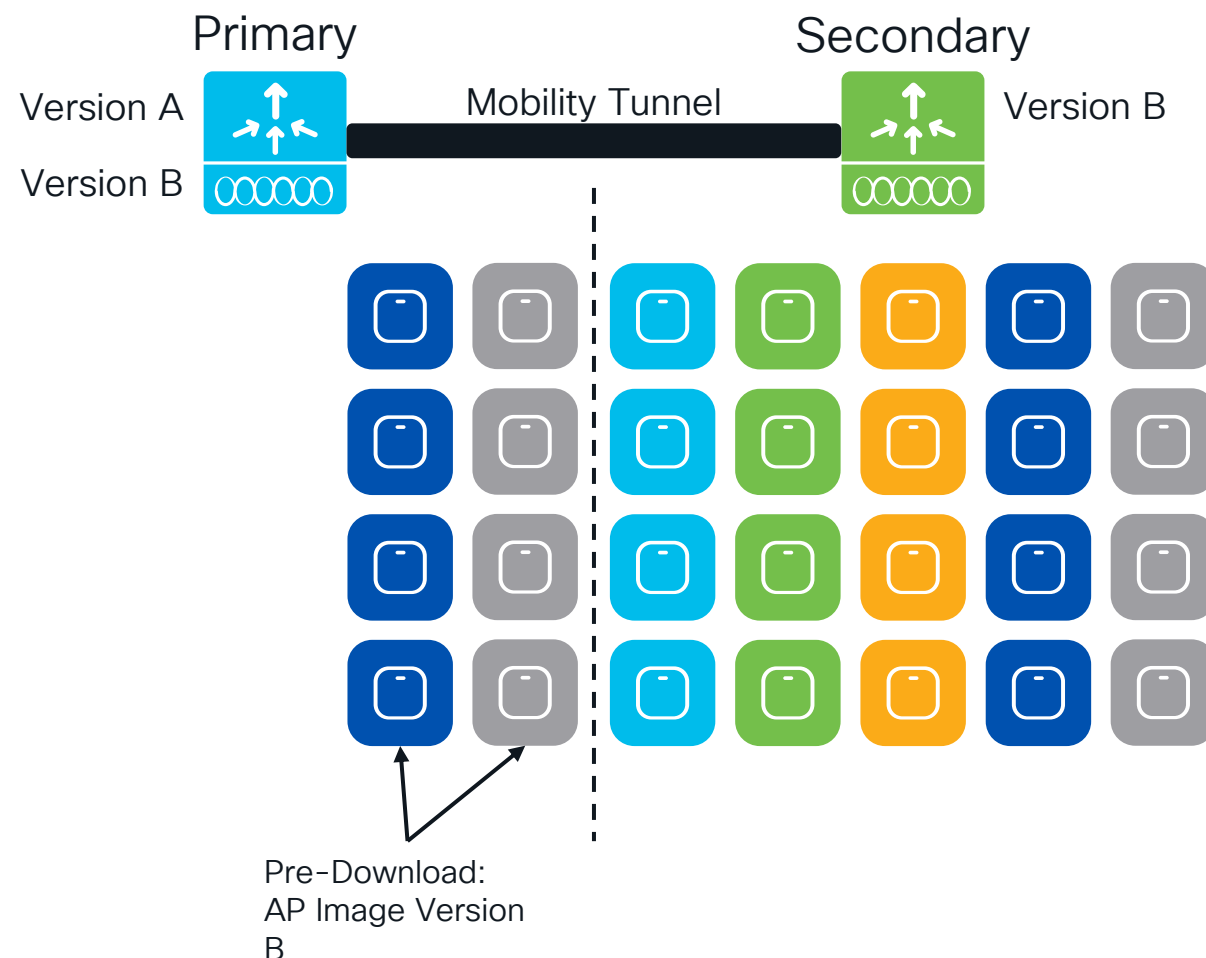 Primary
Secondary
Version A
Mobility Tunnel
Version B
Version B
Pre-Download:
AP Image Version
B